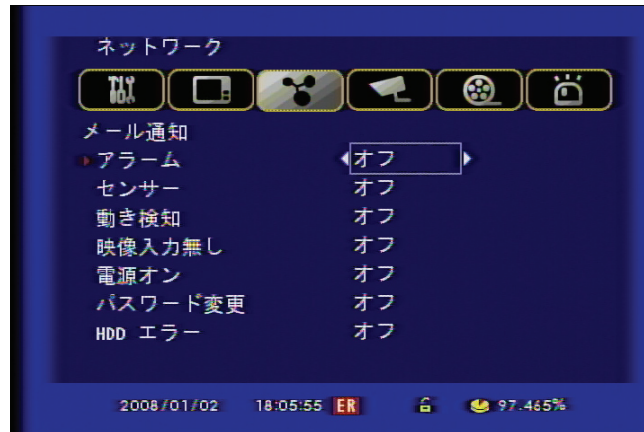 ネットワーク
メール通知
アラーム オフ
センサー オフ
動き検知 オフ
映像入力無し オフ
電源オン オフ
パスワード変更 オフ
HDD エラー オフ
2008/01/02 18:05:55 ER 97.465%